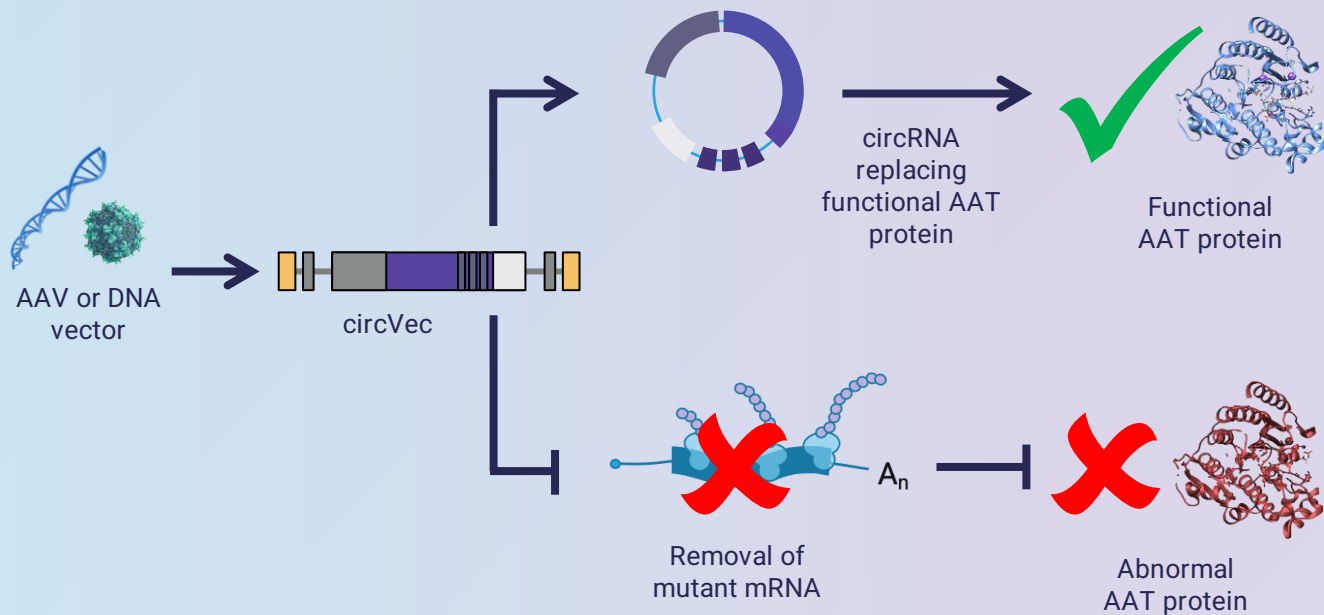 AAV or DNA
vector
circVec
circRNA
replacing
functional AAT
protein
Functional
AAT protein
Aₙ
Removal of
mutant mRNA
Abnormal
AAT protein